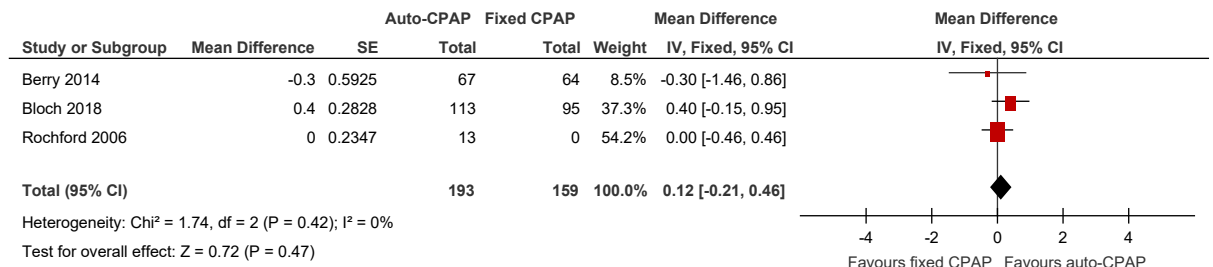 Auto-CPAP Fixed CPAP Mean Difference Mean Difference
Study or Subgroup Mean Difference SE Total Total Weight IV, Fixed, 95% CI IV, Fixed, 95% CI
Berry 2014 -0.3 0.5925 67 64 8.5% -0.30 [-1.46, 0.86]
Bloch 2018 0.4 0.2828 113 95 37.3% 0.40 [-0.15, 0.95]
Rochford 2006 0 0.2347 13 0 54.2% 0.00 [-0.46, 0.46]
Total (95% CI) 193 159 100.0% 0.12 [-0.21, 0.46]
Heterogeneity: Chi² = 1.74, df = 2 (P = 0.42); I² = 0%
Test for overall effect: Z = 0.72 (P = 0.47)
-4 -2 0 2 4
Favours fixed CPAP Favours auto-CPAP